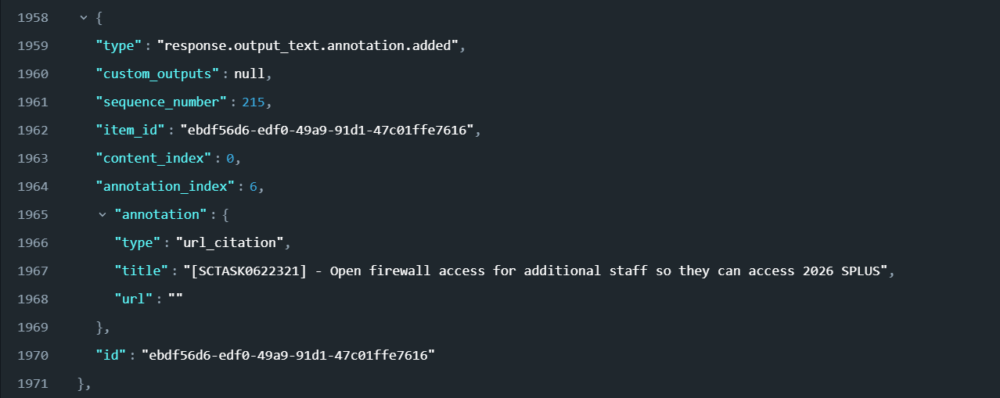 1958 {
1959 "type": "response.output_text.annotation.added",
1960 "custom_outputs": null,
1961 "sequence_number": 215,
1962 "item_id": "ebdf56d6-edf0-49a9-91d1-47c01ffe7616",
1963 "content_index": 0,
1964 "annotation_index": 6,
1965 "annotation": {
1966 "type": "url_citation",
1967 "title": "[SCTASK0622321] - Open firewall access for additional staff so they can access 2026 SPLUS",
1968 "url": ""
1969 },
1970 "id": "ebdf56d6-edf0-49a9-91d1-47c01ffe7616"
1971 },